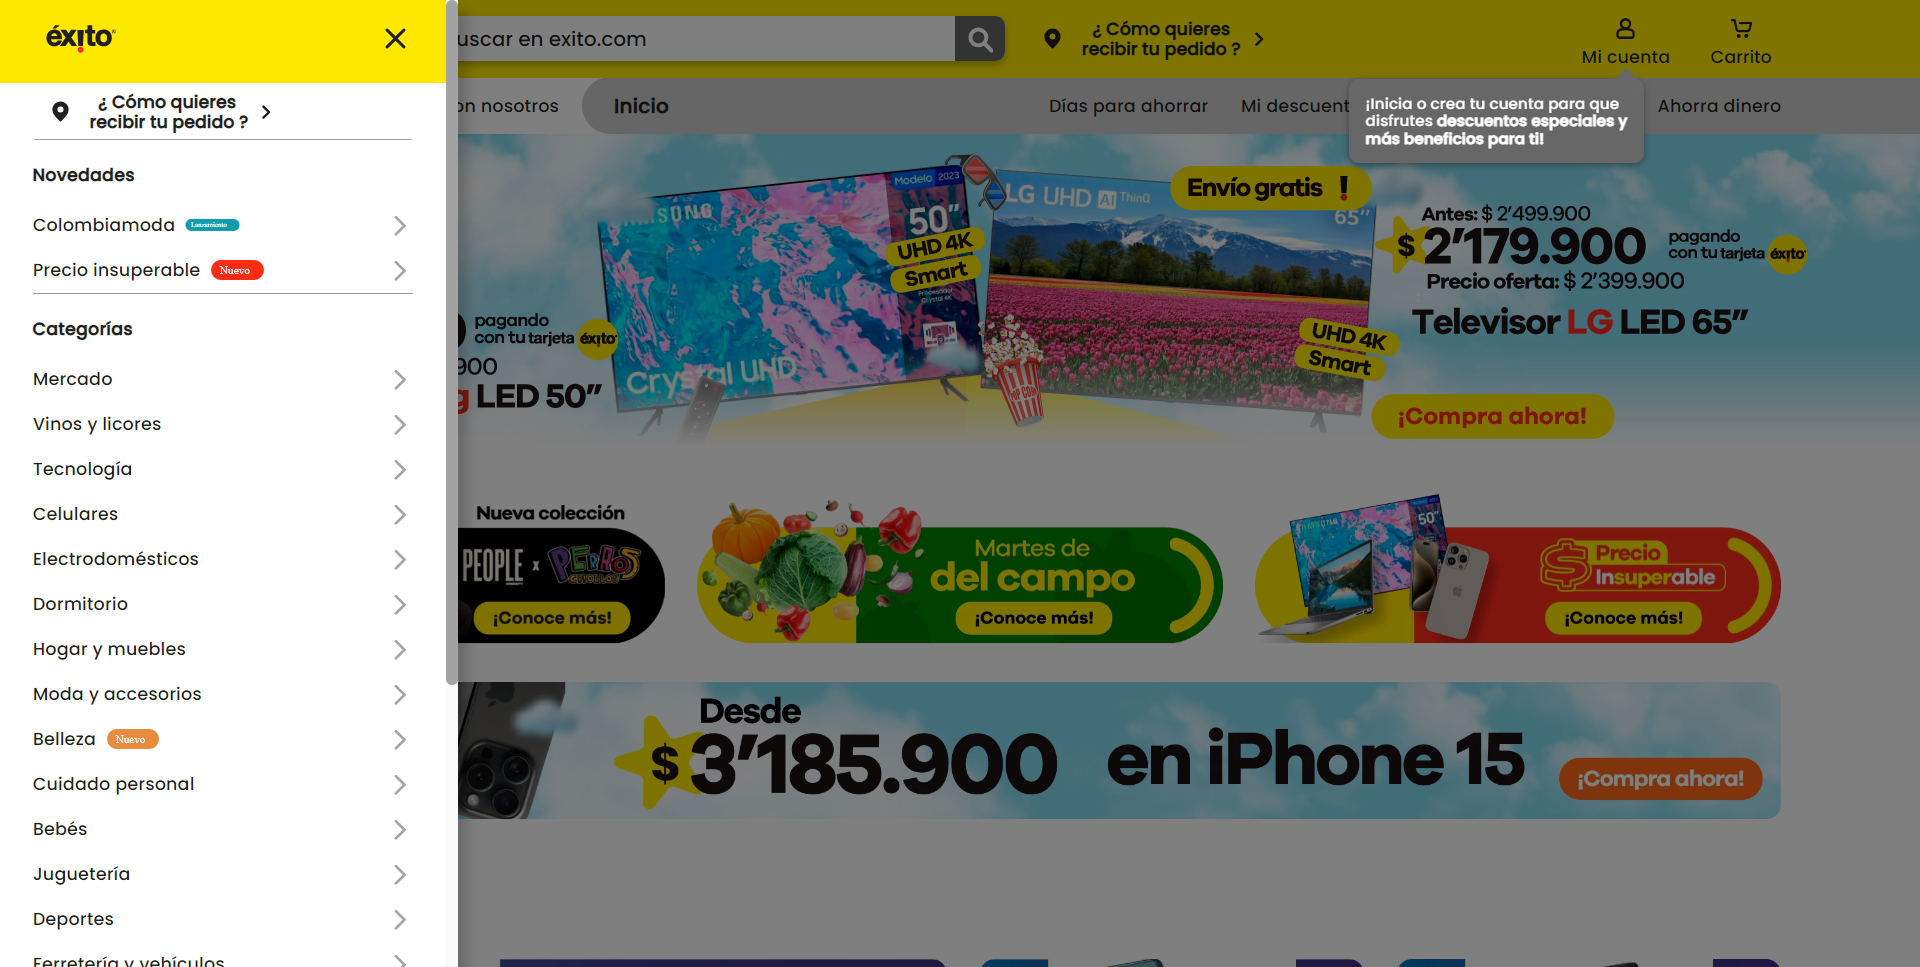 éxito
¿ Cómo quieres
recibir tu pedido ?
Novedades
Colombiamoda Lanzamiento
Precio insuperable Nuevo
Categorías
Mercado
Vinos y licores
Tecnología
Celulares
Electrodomésticos
Dormitorio
Hogar y muebles
Moda y accesorios
Belleza Nuevo
Cuidado personal
Bebés
Juguetería
Deportes
Ferretería y vehículos
uscar en exito.com
¿ Cómo quieres
recibir tu pedido ?
Mi cuenta
Carrito
on nosotros
Inicio
Días para ahorrar
Mi descuent
Ahorra dinero
¡Inicia o crea tu cuenta para que
disfrutes descuentos especiales y
más beneficios para ti!
pagando
con tu tarjeta éxito
900
g LED 50”
SAMSUNG
Modelo 2023
50”
UHD 4K
Smart
Procesador
Crystal 4K
Crystal UHD
LG UHD AI ThinQ
Envío gratis !
65”
UHD 4K
Smart
POP CORN
Antes: $ 2’499.900
$ 2’179.900
pagando
con tu tarjeta éxito
Precio oferta: $ 2’399.900
Televisor LG LED 65”
¡Compra ahora!
Nueva colección
PEOPLE x PERROS
CRIOLLOS
¡Conoce más!
Martes de
del campo
¡Conoce más!
50”
$ Precio
Insuperable
¡Conoce más!
Desde
$ 3’185.900 en iPhone 15
¡Compra ahora!